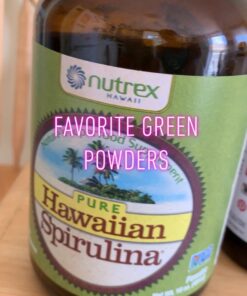 nutrex
HAWAII
FAVORITE GREEN
POWDERS
PURE
Hawaiian
Spirulina